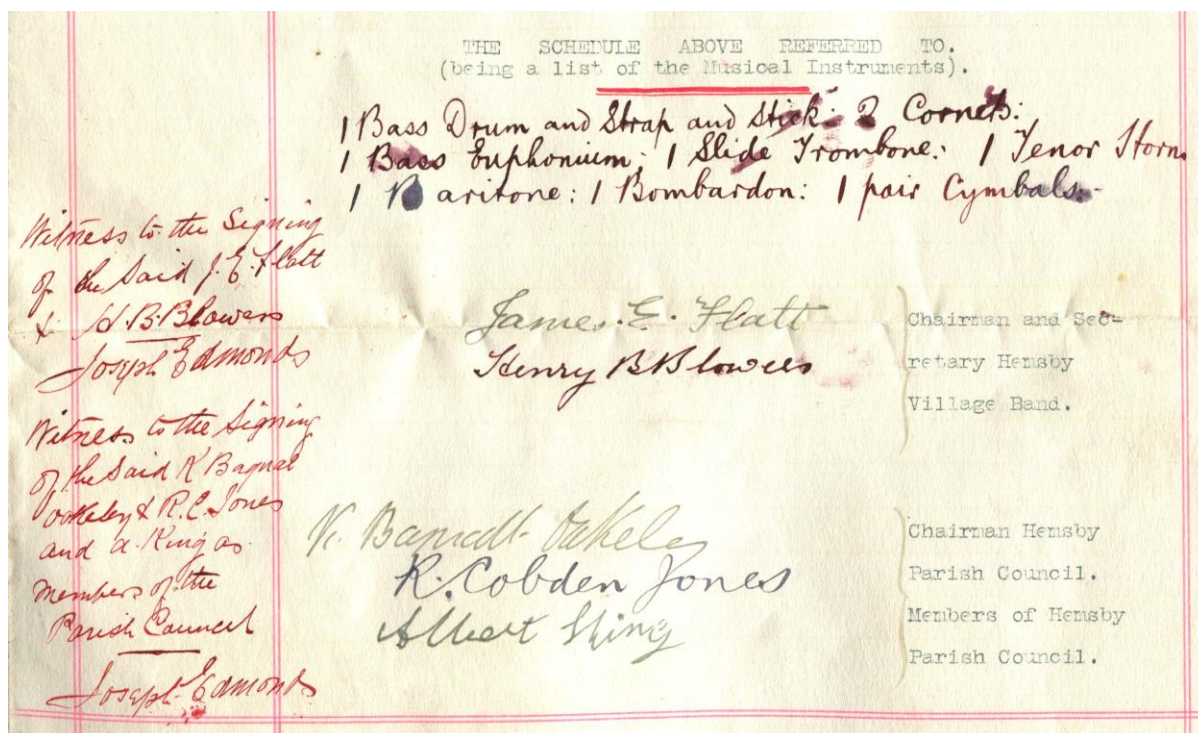 THE SCHEDULE ABOVE REFERRED TO.
(being a list of the Musical Instruments).
1 Bass Drum and Strap and Stick: 2 Cornets:
1 Bass Euphonium; 1 Slide Trombone: 1 Tenor Horn
1 Baritone: 1 Bombardon: 1 pair Cymbals.-
Witness to the Signing
of the Said J. E. Flatt
& H. B. Blowers
Joseph Edmonds
James. E. Flatt
Henry B Blowers
Chairman and Sec-
retary Hemsby
Village Band.
Witness to the Signing
of the Said K Bagnal
Oakeley & R. C. Jones
and A. King as
members of the
Parish Council
Joseph Edmonds
K. Oakeley
R. Cobden Jones
Albert King
Chairman Hemsby
Parish Council.
Members of Hemsby
Parish Council.